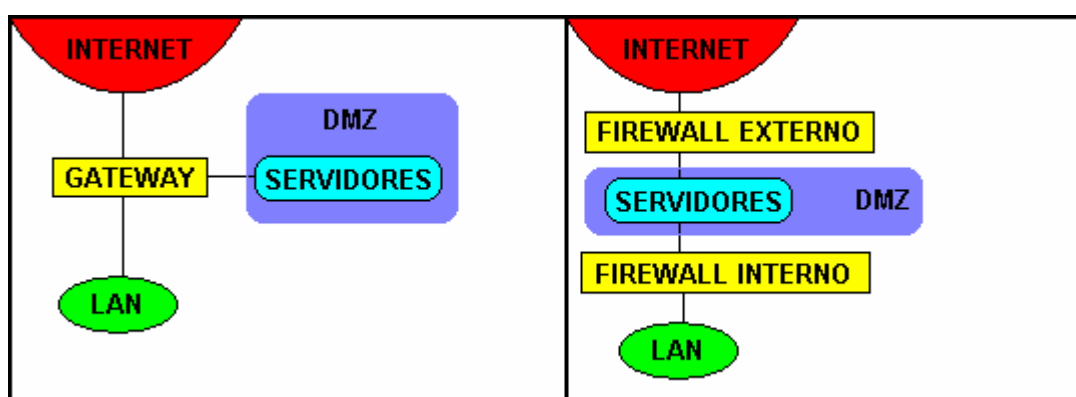 INTERNET
DMZ
GATEWAY
SERVIDORES
LAN
INTERNET
FIREWALL EXTERNO
SERVIDORES
DMZ
FIREWALL INTERNO
LAN